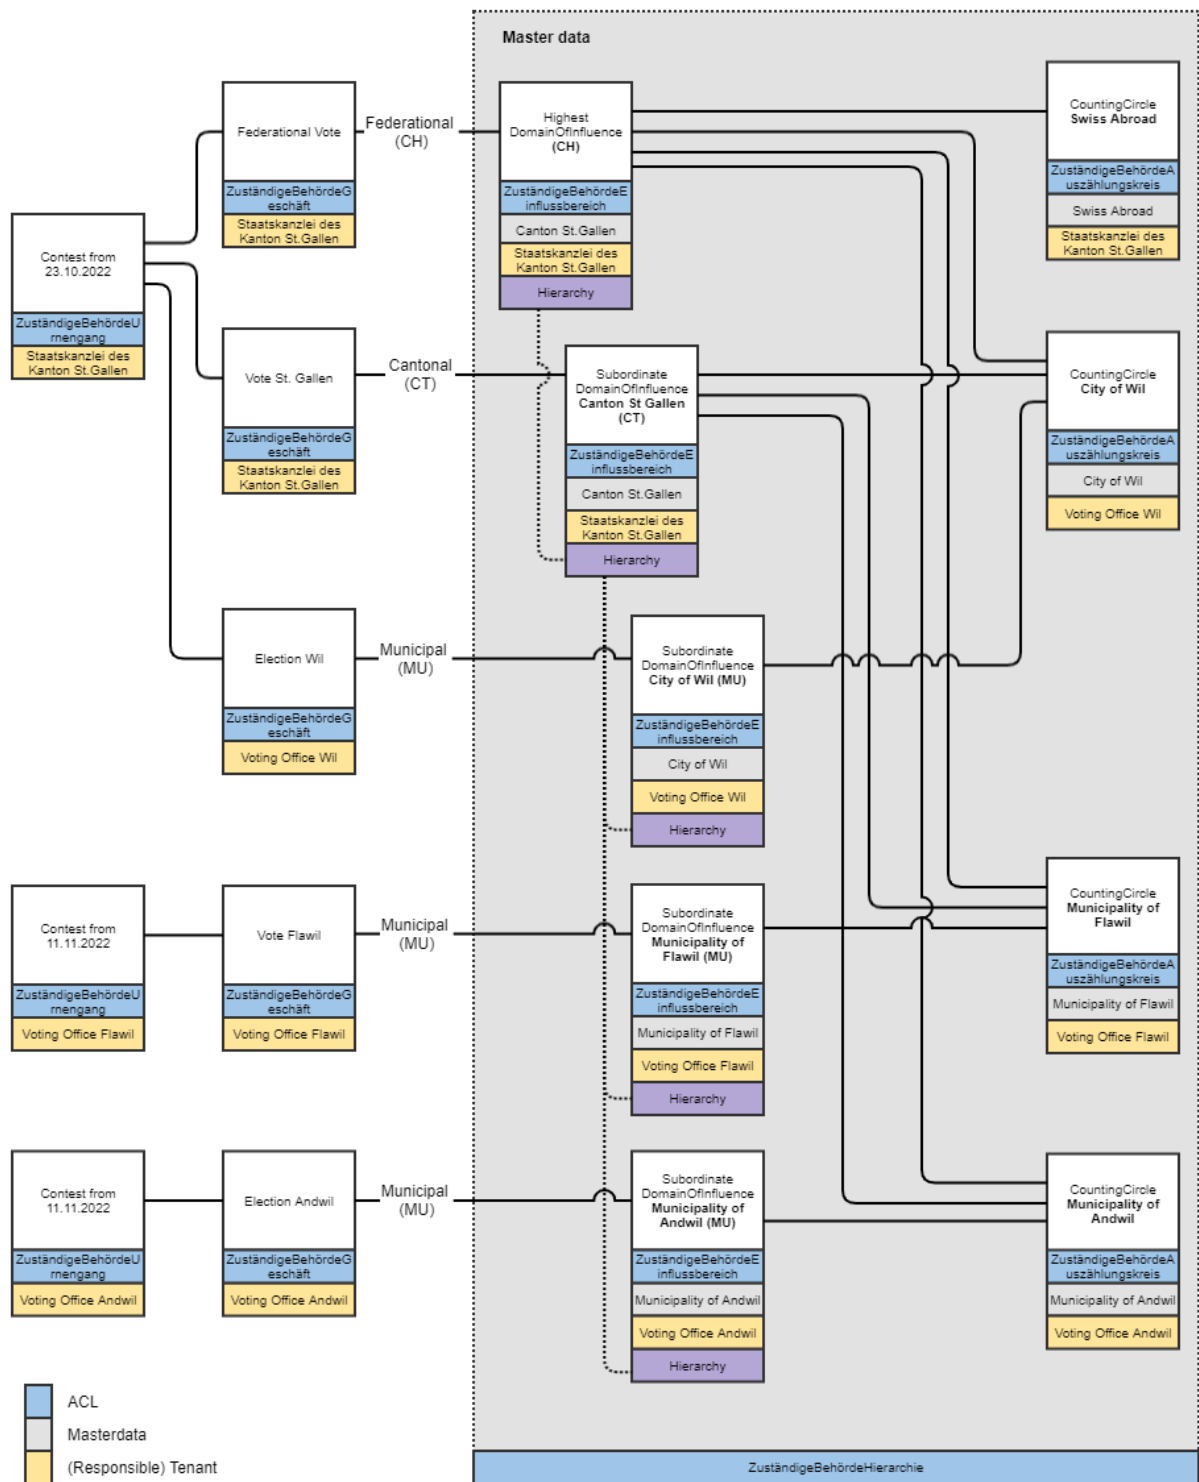 Master data
Contest from
23.10.2022
ZuständigeBehördeU
rnengang
Staatskanzlei des
Kanton St.Gallen
Federational Vote
ZuständigeBehördeG
eschäft
Staatskanzlei des
Kanton St.Gallen
Federational
(CH)
Highest
DomainOfInfluence
(CH)
ZuständigeBehördeE
influssbereich
Canton St.Gallen
Staatskanzlei des
Kanton St.Gallen
Hierarchy
CountingCircle
Swiss Abroad
ZuständigeBehördeA
uszählungskreis
Swiss Abroad
Staatskanzlei des
Kanton St.Gallen
Vote St. Gallen
ZuständigeBehördeG
eschäft
Staatskanzlei des
Kanton St.Gallen
Cantonal
(CT)
Subordinate
DomainOfInfluence
Canton St Gallen
(CT)
ZuständigeBehördeE
influssbereich
Canton St.Gallen
Staatskanzlei des
Kanton St.Gallen
Hierarchy
CountingCircle
City of Wil
ZuständigeBehördeA
uszählungskreis
City of Wil
Voting Office Wil
Election Wil
ZuständigeBehördeG
eschäft
Voting Office Wil
Municipal
(MU)
Subordinate
DomainOfInfluence
City of Wil (MU)
ZuständigeBehördeE
influssbereich
City of Wil
Voting Office Wil
Hierarchy
Contest from
11.11.2022
ZuständigeBehördeU
rnengang
Voting Office Flawil
Vote Flawil
ZuständigeBehördeG
eschäft
Voting Office Flawil
Municipal
(MU)
Subordinate
DomainOfInfluence
Municipality of
Flawil (MU)
ZuständigeBehördeE
influssbereich
Municipality of Flawil
Voting Office Flawil
Hierarchy
CountingCircle
Municipality of
Flawil
ZuständigeBehördeA
uszählungskreis
Municipality of Flawil
Voting Office Flawil
Contest from
11.11.2022
ZuständigeBehördeU
rnengang
Voting Office Andwil
Election Andwil
ZuständigeBehördeG
eschäft
Voting Office Andwil
Municipal
(MU)
Subordinate
DomainOfInfluence
Municipality of
Andwil (MU)
ZuständigeBehördeE
influssbereich
Municipality of Andwil
Voting Office Andwil
Hierarchy
CountingCircle
Municipality of
Andwil
ZuständigeBehördeA
uszählungskreis
Municipality of Andwil
Voting Office Andwil
ACL
Masterdata
(Responsible) Tenant
ZuständigeBehördeHierarchie